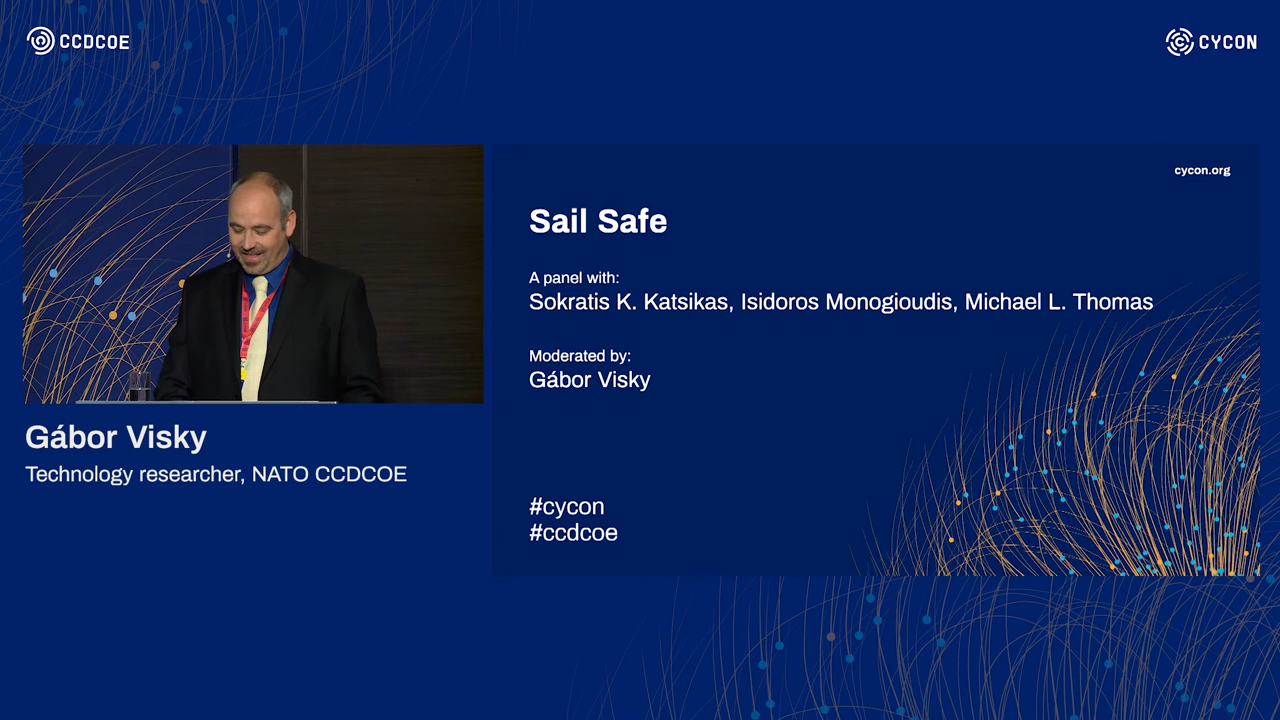 CCDCOE
CYCON
cycon.org
Sail Safe
A panel with:
Sokratis K. Katsikas, Isidoros Monogioudis, Michael L. Thomas
Moderated by:
Gábor Visky
Gábor Visky
Technology researcher, NATO CCDCOE
#cycon
#ccdcoe